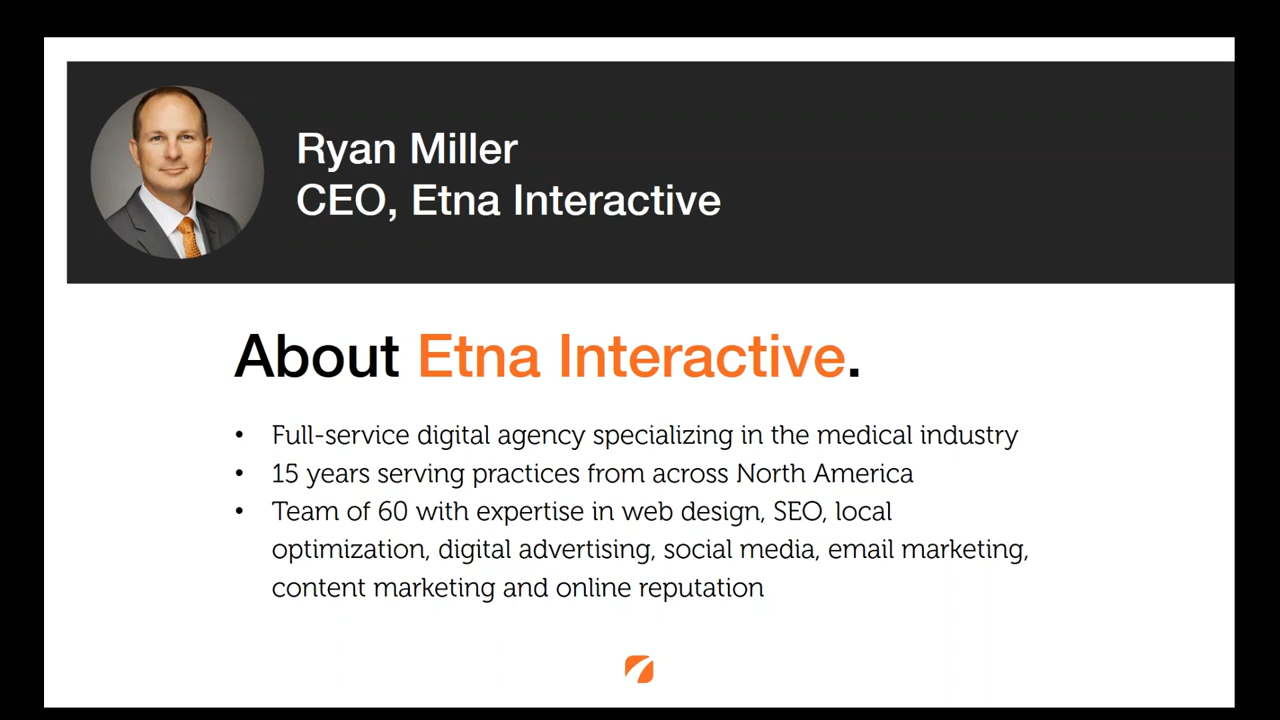 Ryan Miller
CEO, Etna Interactive
About Etna Interactive.
• Full-service digital agency specializing in the medical industry
• 15 years serving practices from across North America
• Team of 60 with expertise in web design, SEO, local
optimization, digital advertising, social media, email marketing,
content marketing and online reputation